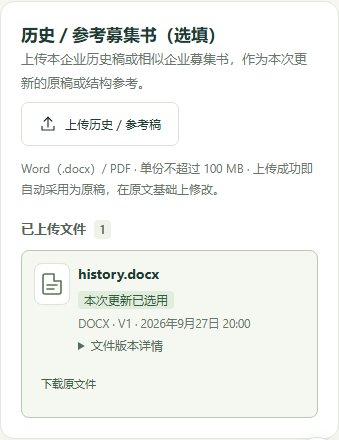 历史 / 参考募集书（选填）
上传本企业历史稿或相似企业募集书，作为本次更
新的原稿或结构参考。
上传历史 / 参考稿
Word（.docx）/ PDF · 单份不超过 100 MB · 上传成功即
自动采用为原稿，在原文基础上修改。
已上传文件 1
history.docx
本次更新已选用
DOCX · V1 · 2026年9月27日 20:00
▶ 文件版本详情
下载原文件